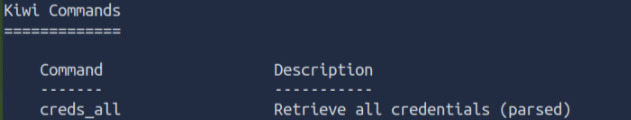 Kiwi Commands
=============
Command Description
------- -----------
creds_all Retrieve all credentials (parsed)